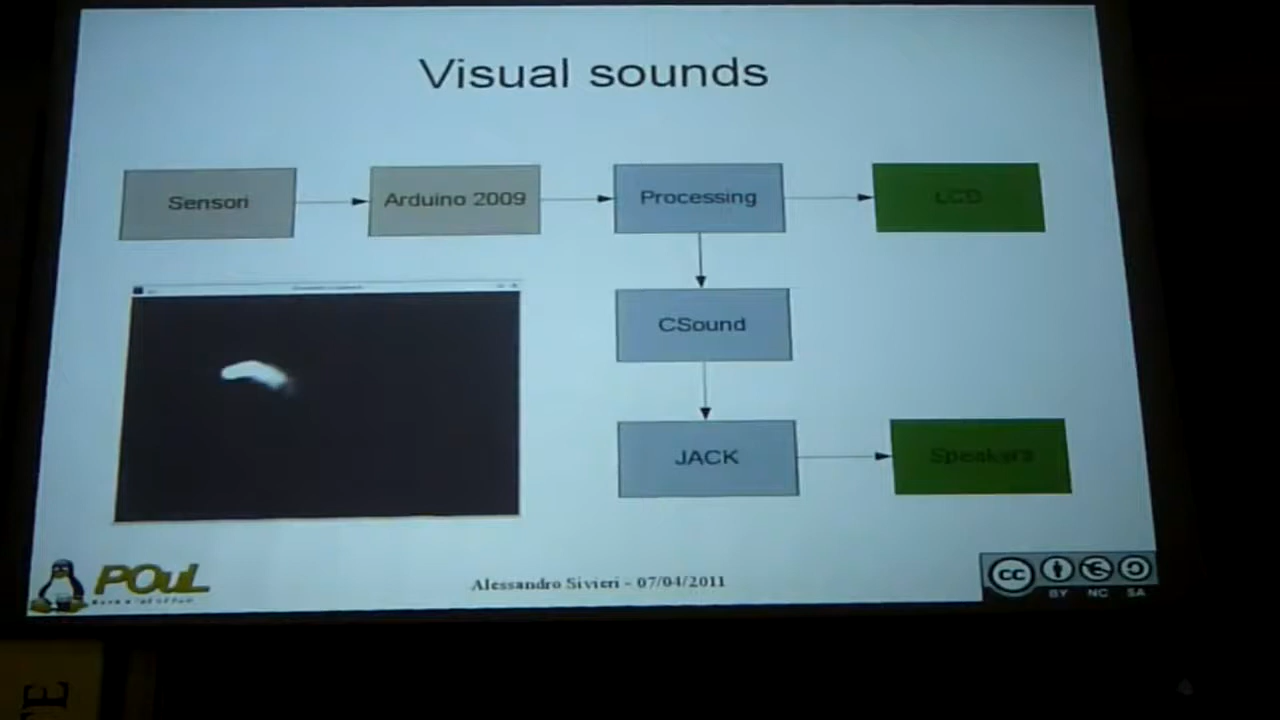 Visual sounds
Sensori
Arduino 2009
Processing
LCD
CSound
JACK
Speakers
POuL
Alessandro Sivieri - 07/04/2011
cc
BY NC SA